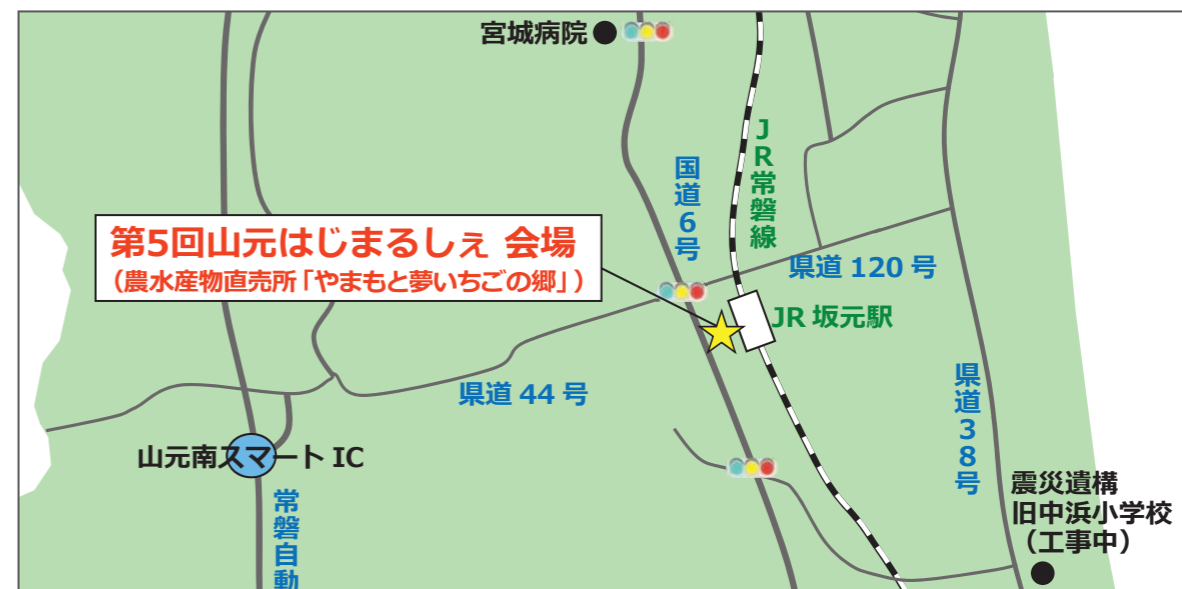 宮城病院
JR常磐線
国道6号
第5回山元はじまるしぇ 会場
（農水産物直売所「やまもと夢いちごの郷」）
県道 120 号
JR 坂元駅
県道 44 号
県道38号
山元南スマート IC
震災遺構
旧中浜小学校
（工事中）
常磐自動